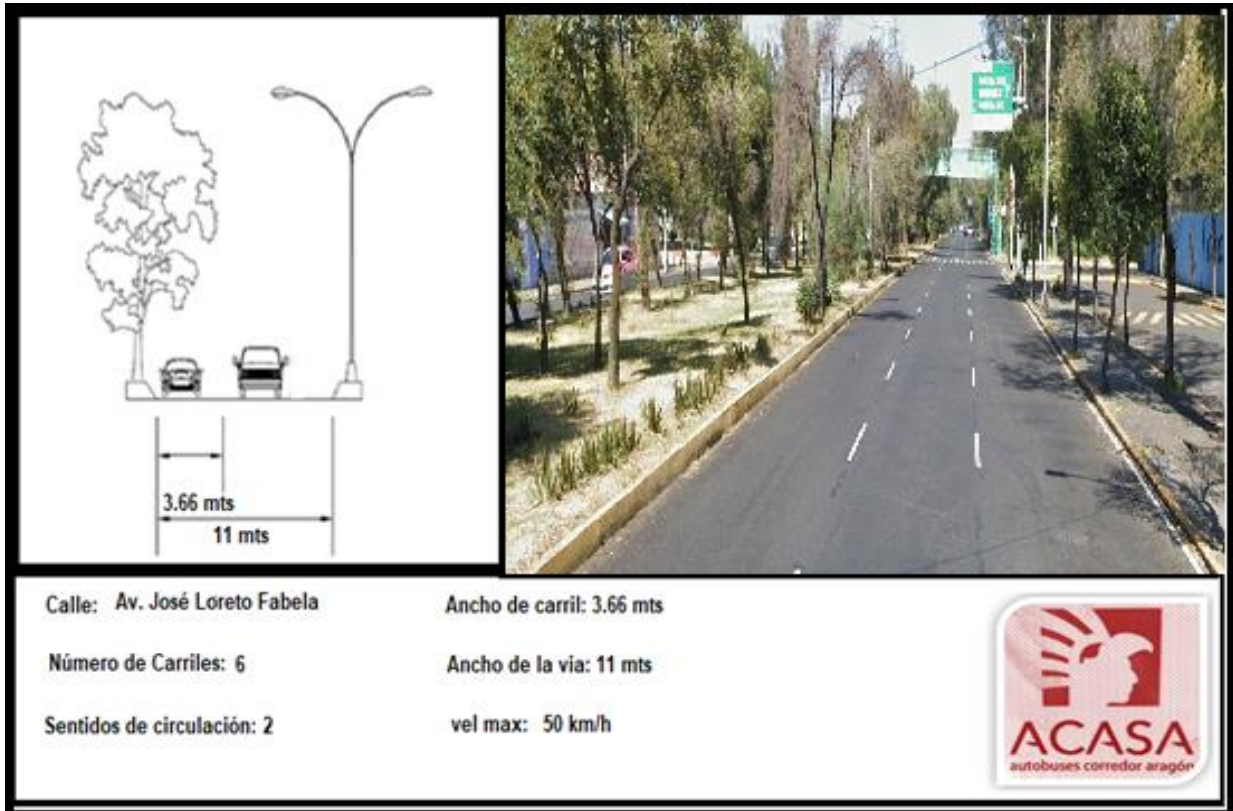 3.66 mts
11 mts
Calle: Av. José Loreto Fabela
Ancho de carril: 3.66 mts
Número de Carriles: 6
Ancho de la via: 11 mts
Sentidos de circulación: 2
vel max: 50 km/h
ACASA
autobuses corredor aragón